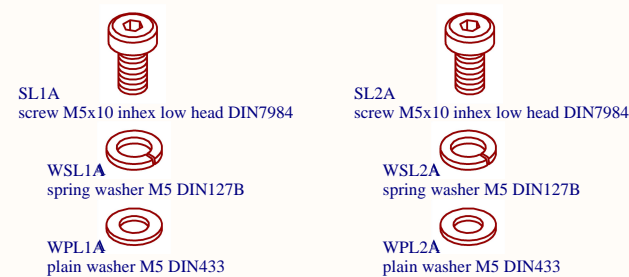 SL1A
screw M5x10 inhex low head DIN7984
WSL1A
spring washer M5 DIN127B
WPL1A
plain washer M5 DIN433
SL2A
screw M5x10 inhex low head DIN7984
WSL2A
spring washer M5 DIN127B
WPL2A
plain washer M5 DIN433